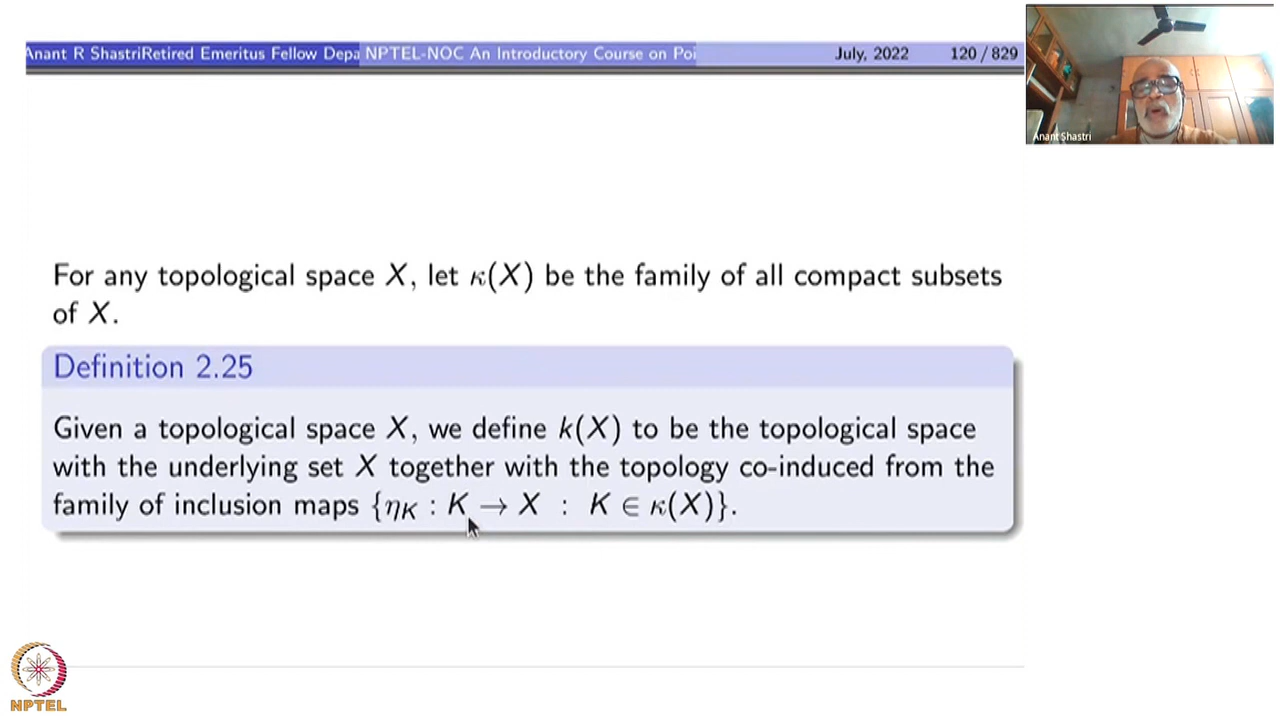 Anant R ShastriRetired Emeritus Fellow Depa NPTEL-NOC An Introductory Course on Poi July, 2022 120 / 829
Anant Shastri
For any topological space X, let κ(X) be the family of all compact subsets
of X.
Definition 2.25
Given a topological space X, we define k(X) to be the topological space
with the underlying set X together with the topology co-induced from the
family of inclusion maps {ηK : K → X : K ∈ κ(X)}.
NPTEL